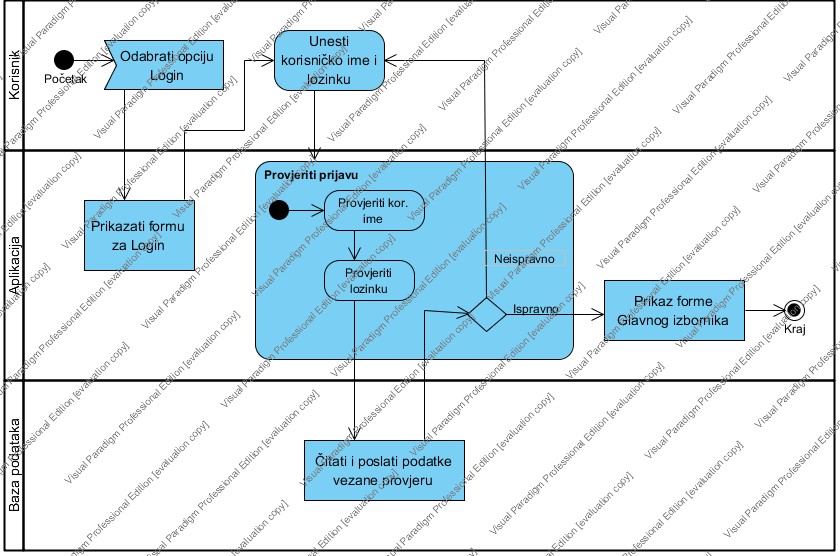 Korisnik
Početak
Odabrati opciju
Login
Unesti
korisničko ime i
lozinku
Aplikacija
Prikazati formu
za Login
Provjeriti prijavu
Provjeriti kor.
ime
Provjeriti
lozinku
Neispravno
Ispravno
Prikaz forme
Glavnog izbornika
Kraj
Baza podataka
Čitati i poslati podatke
vezane provjeru
Visual Paradigm Professional Edition [evaluation copy]